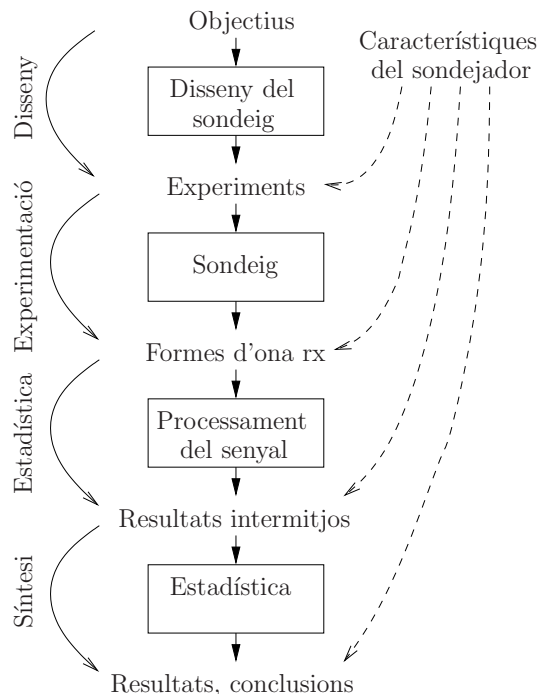 Objectius
Característiques
del sondejador
Disseny del
sondeig
Disseny
Experiments
Sondeig
Experimentació
Formes d'ona rx
Processament
del senyal
Estadística
Resultats intermitjos
Estadística
Síntesi
Resultats, conclusions